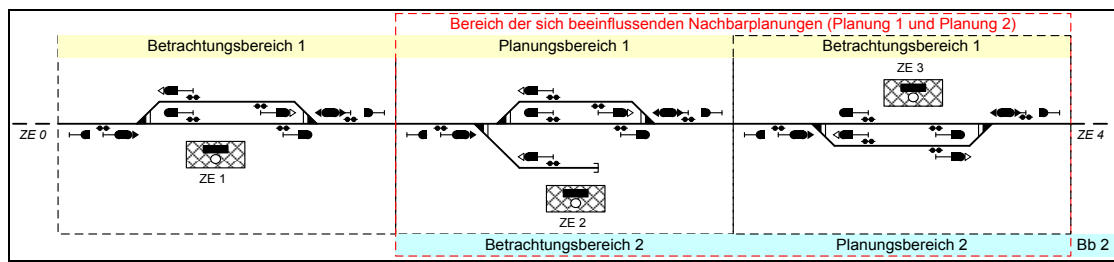 Bereich der sich beeinflussenden Nachbarplanungen (Planung 1 und Planung 2)
Betrachtungsbereich 1
Planungsbereich 1
Betrachtungsbereich 1
ZE 3
ZE 0
ZE 4
ZE 1
ZE 2
Betrachtungsbereich 2
Planungsbereich 2
Bb 2